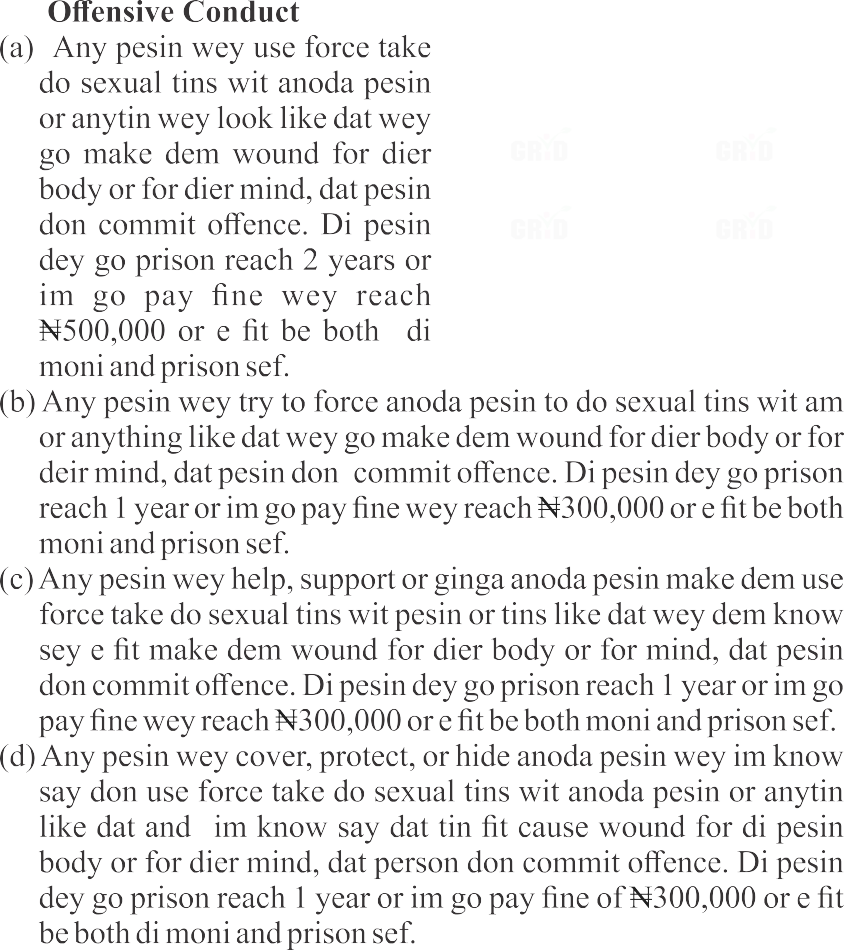 Offensive Conduct
(a) Any pesin wey use force take
do sexual tins wit anoda pesin
or anytin wey look like dat wey
go make dem wound for dier
body or for dier mind, dat pesin
don commit offence. Di pesin
dey go prison reach 2 years or
im go pay fine wey reach
₦500,000 or e fit be both di
moni and prison sef.
(b) Any pesin wey try to force anoda pesin to do sexual tins wit am
or anything like dat wey go make dem wound for dier body or for
deir mind, dat pesin don commit offence. Di pesin dey go prison
reach 1 year or im go pay fine wey reach ₦300,000 or e fit be both
moni and prison sef.
(c) Any pesin wey help, support or ginga anoda pesin make dem use
force take do sexual tins wit pesin or tins like dat wey dem know
sey e fit make dem wound for dier body or for mind, dat pesin
don commit offence. Di pesin dey go prison reach 1 year or im go
pay fine wey reach ₦300,000 or e fit be both moni and prison sef.
(d) Any pesin wey cover, protect, or hide anoda pesin wey im know
say don use force take do sexual tins wit anoda pesin or anytin
like dat and im know say dat tin fit cause wound for di pesin
body or for dier mind, dat person don commit offence. Di pesin
dey go prison reach 1 year or im go pay fine of ₦300,000 or e fit
be both di moni and prison sef.